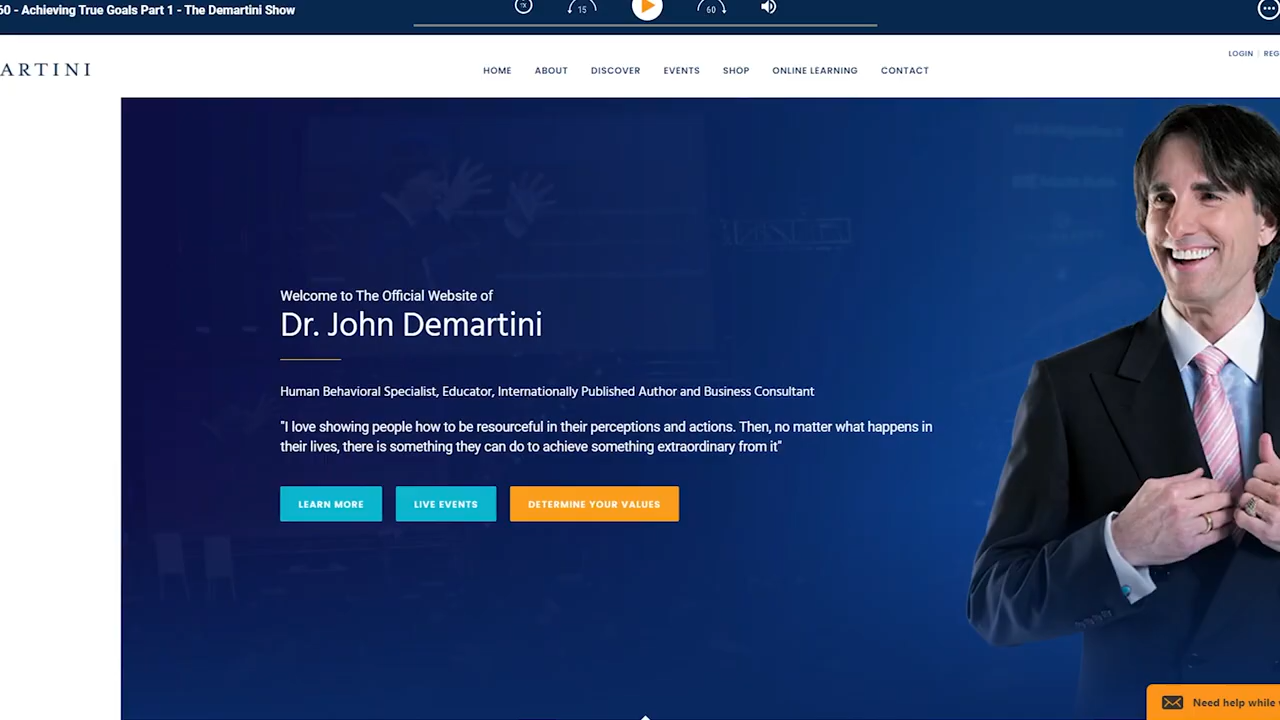 60 - Achieving True Goals Part 1 - The Demartini Show
1X
15
60
LOGIN
REG
ARTINI
HOME
ABOUT
DISCOVER
EVENTS
SHOP
ONLINE LEARNING
CONTACT
Welcome to The Official Website of
Dr. John Demartini
Human Behavioral Specialist, Educator, Internationally Published Author and Business Consultant
"I love showing people how to be resourceful in their perceptions and actions. Then, no matter what happens in
their lives, there is something they can do to achieve something extraordinary from it"
LEARN MORE
LIVE EVENTS
DETERMINE YOUR VALUES
Need help while